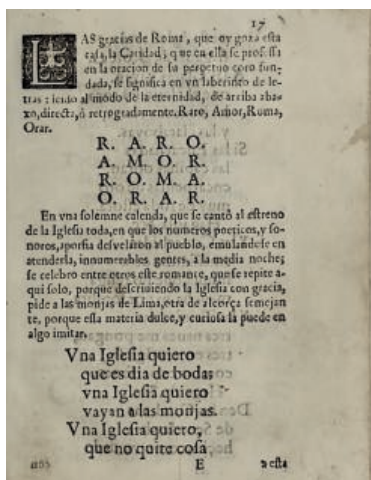 17
LAS gracias de Roma, que oy goza esta
casa, la Caridad; que en ella se professa
en la oracion de su perpetuo coro fun-
dada, se significa en vn laberinto de le-
tras: leido al modo de la eternidad, de arriba aba-
xo, directa, ò retrogradamente. Raro, Amor, Roma,
Orar.
R. A. R. O.
A. M. O. R.
R. O. M. A.
O. R. A. R.
En vna solemne calenda, que se cantò al estreno
de la Iglesia toda, en que los numeros poeticos, y so-
noros, aporfia desvelaron al pueblo, emulandose en
atenderla, innumerables gentes, a la media noche;
se celebro entre otros este romance, que se repite a-
qui solo, porque descriuiendo la Iglesia con gracia,
pide a las monjas de Lima, otra de alcorça semejan
te, porque esta materia dulce, y curiosa la puede en
algo imitar.
Vna Iglesia quiero
que es dia de boda;
vna Iglesia quiero
vayan a las monjas.
Vna Iglesia quiero,
que no quite cosa
E
a esta